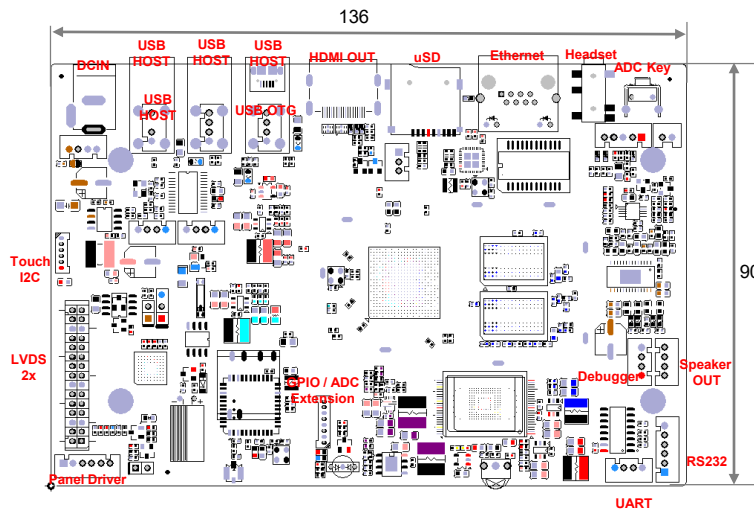 136
USB
HOST
USB
HOST
USB
HOST
DCIN
HDMI OUT
uSD
Ethernet
Headset
ADC Key
USB
HOST
USB OTG
Touch
I2C
90
LVDS
2x
GPIO / ADC
Extension
Debugger
Speaker
OUT
Panel Driver
RS232
UART